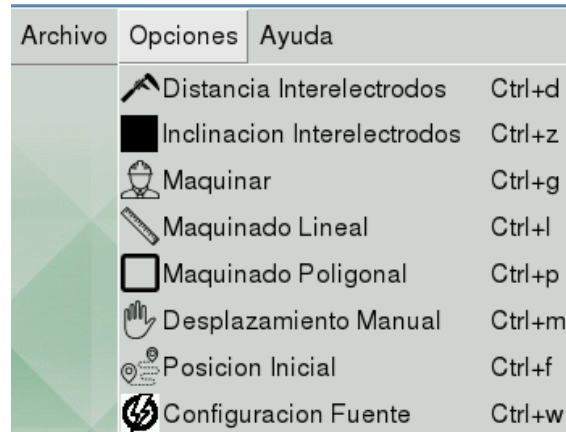 Archivo Opciones Ayuda
Distancia Interelectrodos Ctrl+d
Inclinacion Interelectrodos Ctrl+z
Maquinar Ctrl+g
Maquinado Lineal Ctrl+l
Maquinado Poligonal Ctrl+p
Desplazamiento Manual Ctrl+m
Posicion Inicial Ctrl+f
Configuracion Fuente Ctrl+w